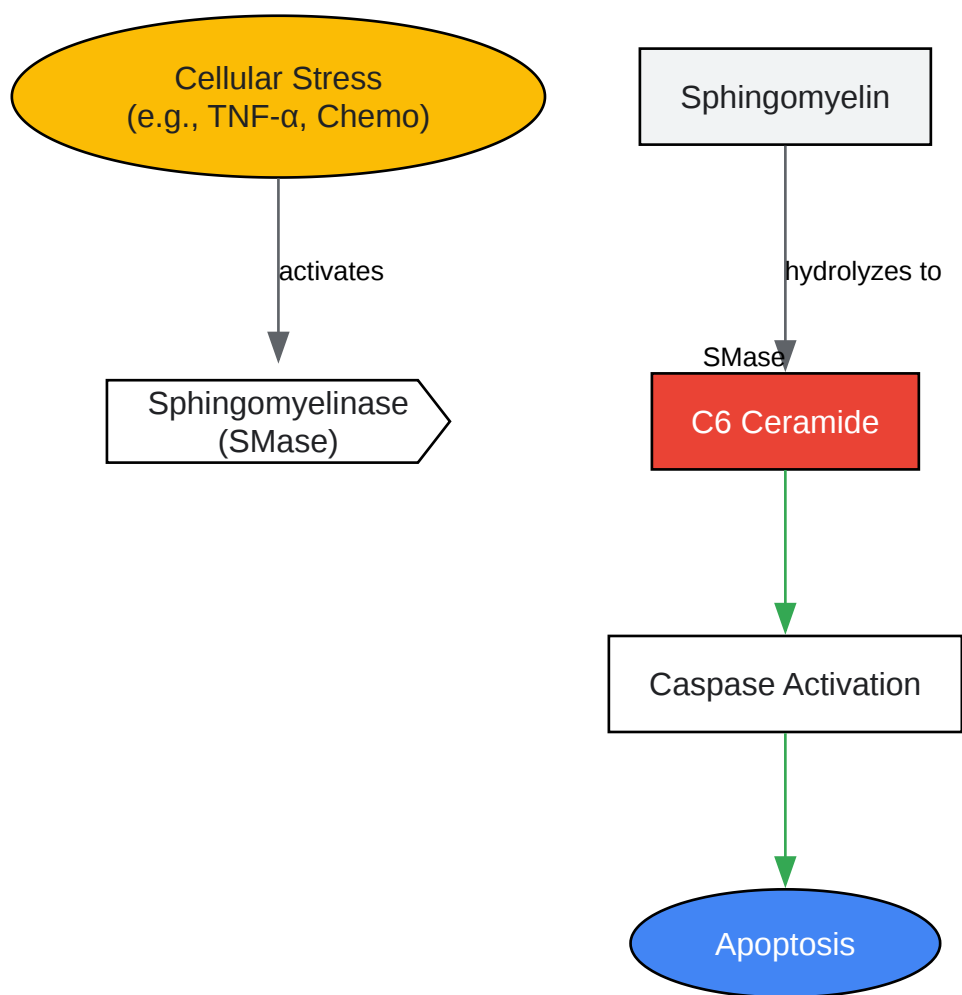 Cellular Stress
(e.g., TNF-α, Chemo)
activates
Sphingomyelinase
(SMase)
Sphingomyelin
hydrolyzes to
SMase
C6 Ceramide
Caspase Activation
Apoptosis